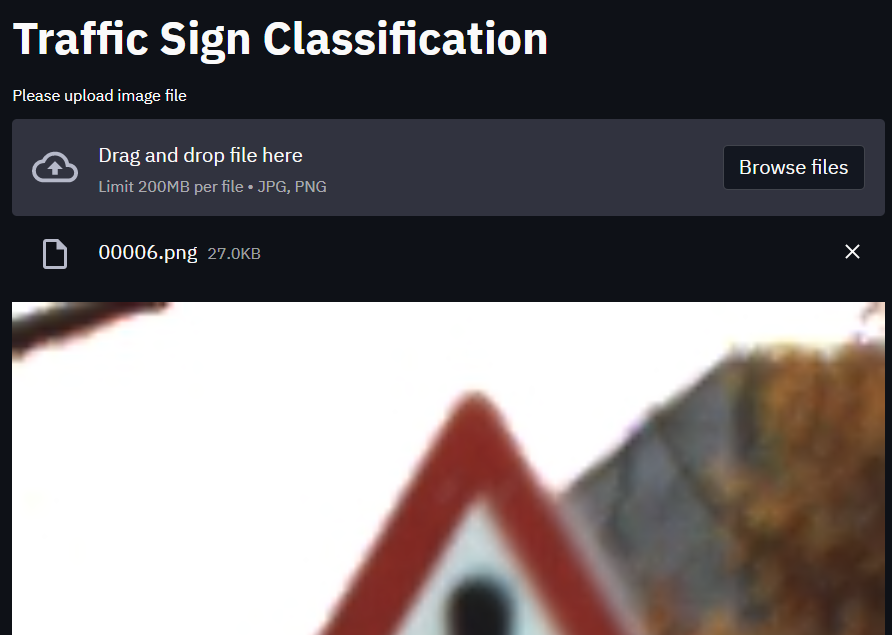 Traffic Sign Classification
Please upload image file
Drag and drop file here
Limit 200MB per file • JPG, PNG
Browse files
00006.png 27.0KB